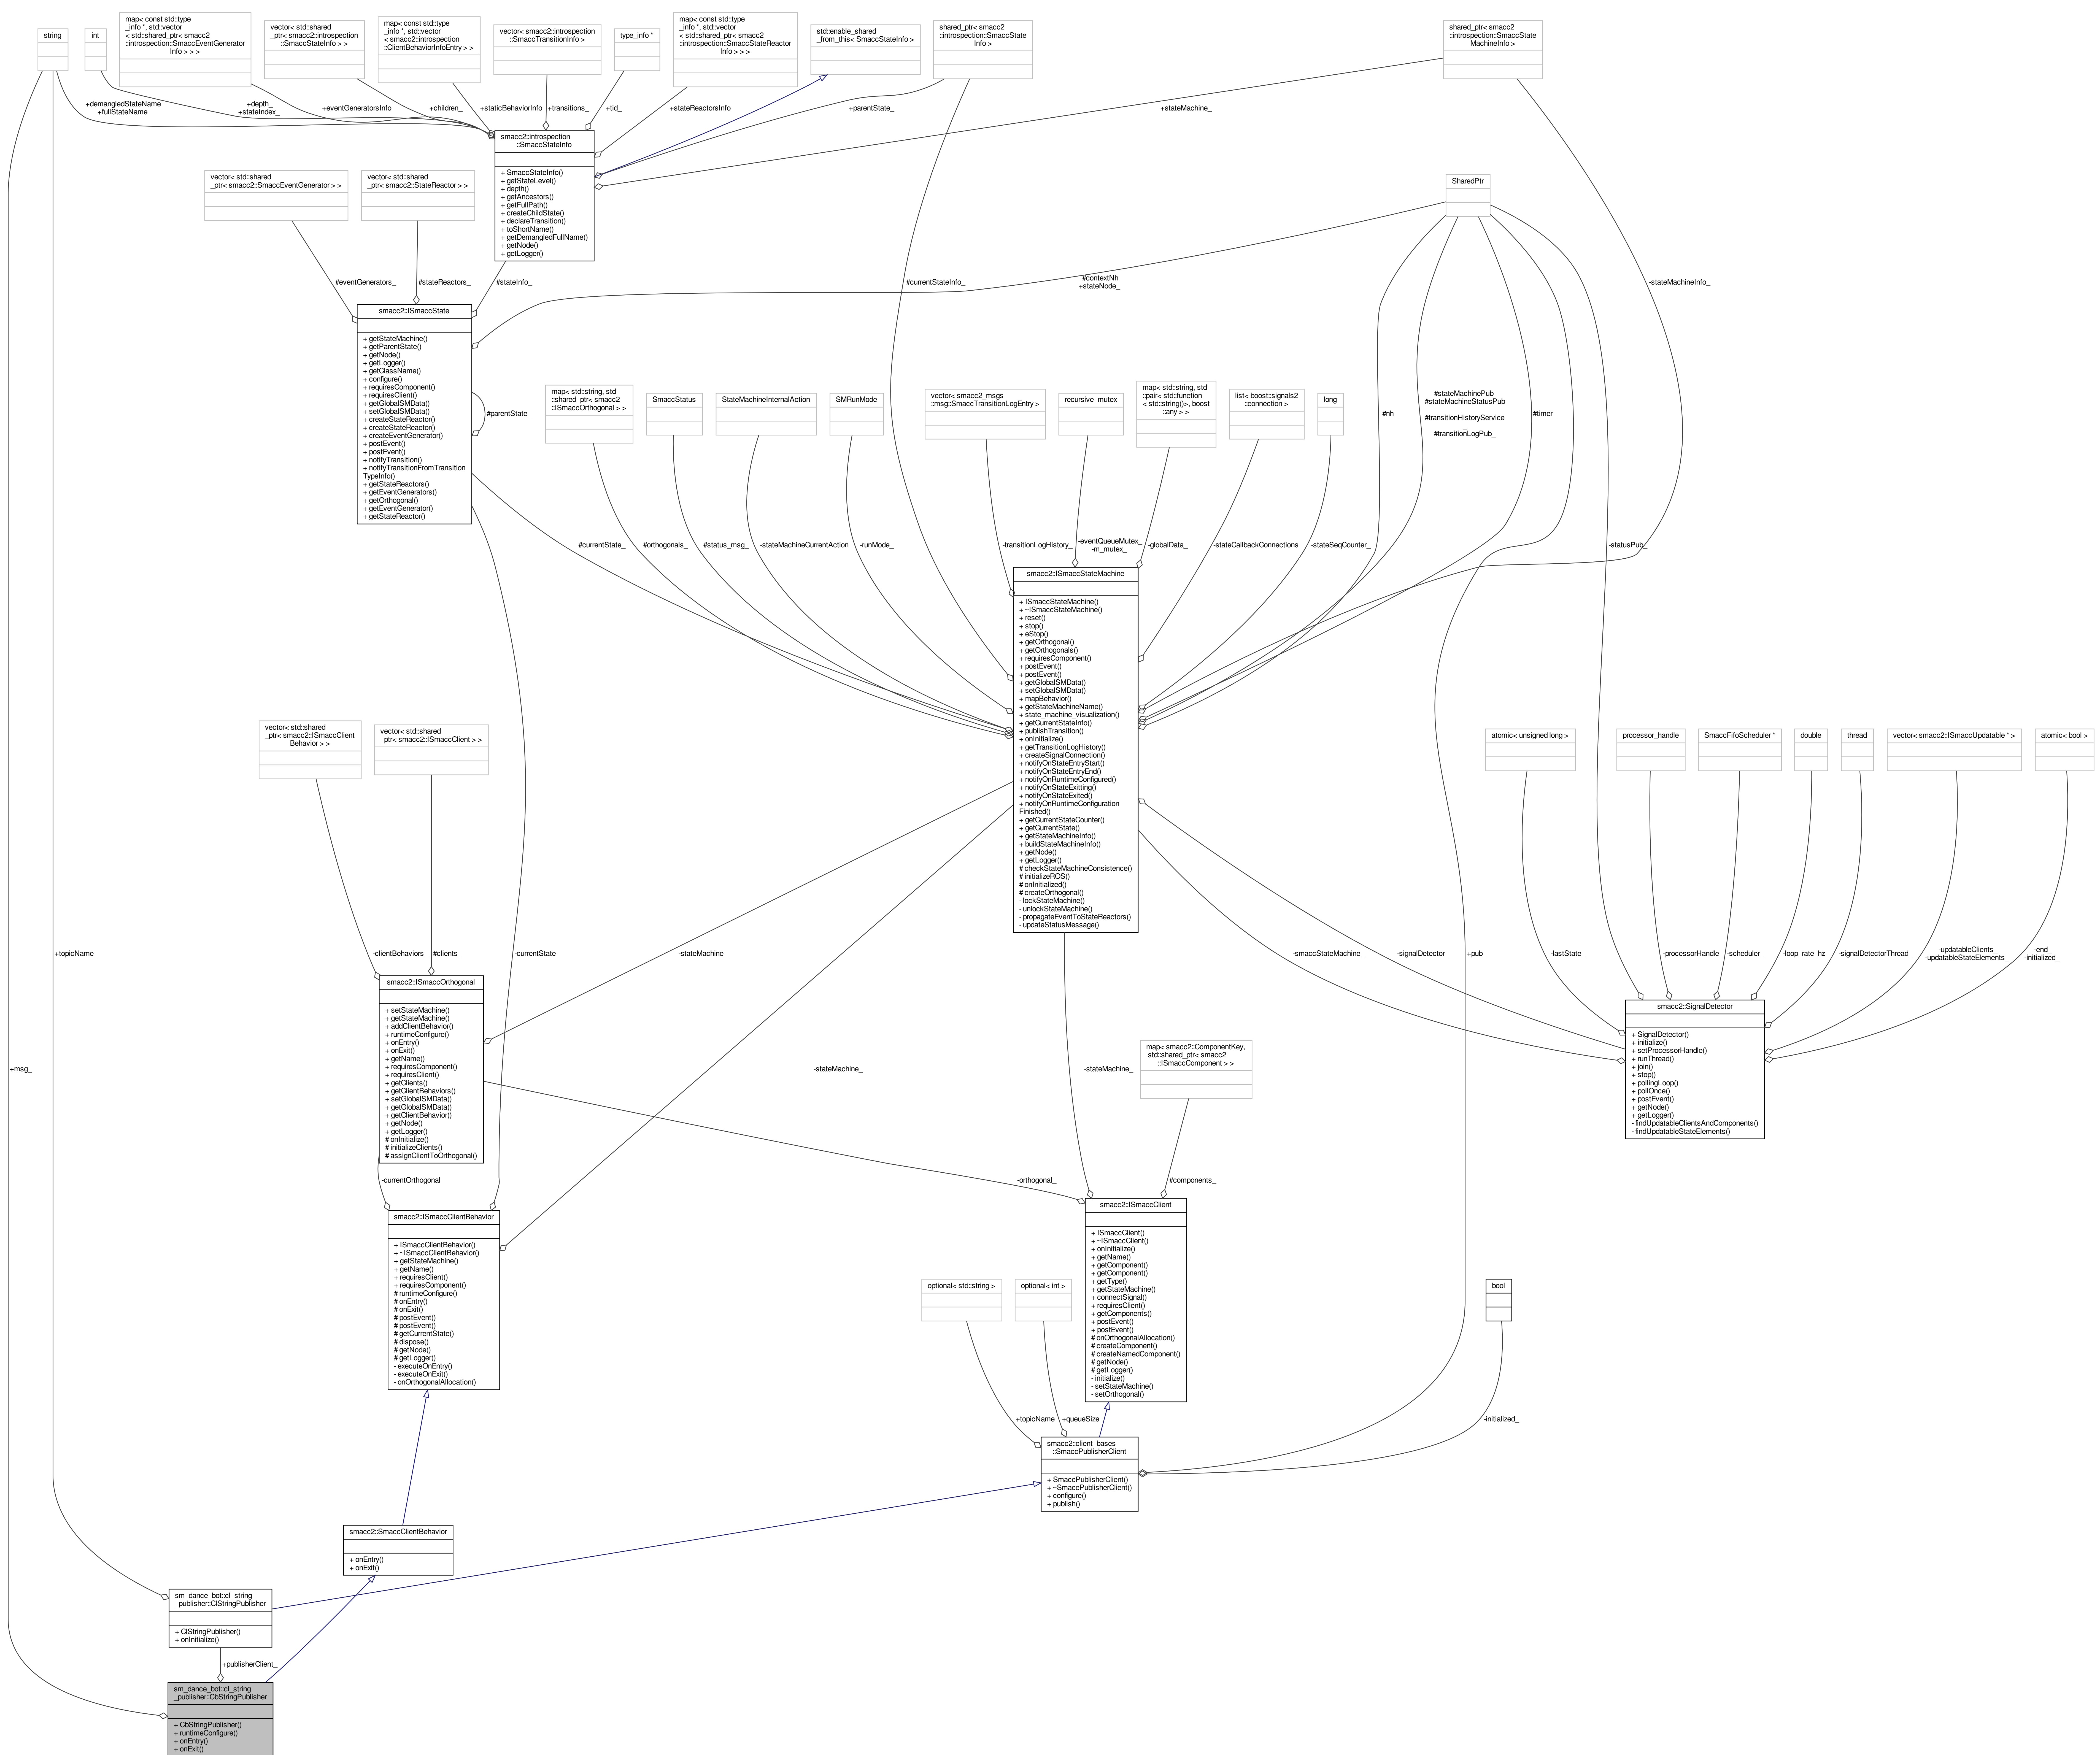 string
int
map< const std::type
_info *, std::vector
< std::shared_ptr< smacc2
::introspection::SmaccEventGenerator
Info > > >
vector< std::shared
_ptr< smacc2::introspection
::SmaccStateInfo > >
map< const std::type
_info *, std::vector
< smacc2::introspection
::ClientBehaviorInfoEntry > >
vector< smacc2::introspection
::SmaccTransitionInfo >
type_info *
map< const std::type
_info *, std::vector
< std::shared_ptr< smacc2
::introspection::SmaccStateReactor
Info > > >
std::enable_shared
_from_this< SmaccStateInfo >
shared_ptr< smacc2
::introspection::SmaccState
Info >
shared_ptr< smacc2
::introspection::SmaccState
MachineInfo >
+demangledStateName
+fullStateName
+depth_
+stateIndex_
+eventGeneratorsInfo
+children_
+staticBehaviorInfo
+transitions_
+tid_
+stateReactorsInfo
+parentState_
+stateMachine_
smacc2::introspection
::SmaccStateInfo
+ SmaccStateInfo()
+ getStateLevel()
+ depth()
+ getAncestors()
+ getFullPath()
+ createChildState()
+ declareTransition()
+ toShortName()
+ getDemangledFullName()
+ getNode()
+ getLogger()
vector< std::shared
_ptr< smacc2::SmaccEventGenerator > >
vector< std::shared
_ptr< smacc2::StateReactor > >
SharedPtr
#eventGenerators_
#stateReactors_
#stateInfo_
#currentStateInfo_
#contextNh
+stateNode_
-stateMachineInfo_
smacc2::ISmaccState
+ getStateMachine()
+ getParentState()
+ getNode()
+ getLogger()
+ getClassName()
+ configure()
+ requiresComponent()
+ requiresClient()
+ getGlobalSMData()
+ setGlobalSMData()
+ createStateReactor()
+ createStateReactor()
+ createEventGenerator()
+ postEvent()
+ postEvent()
+ notifyTransition()
+ notifyTransitionFromTransition
TypeInfo()
+ getStateReactors()
+ getEventGenerators()
+ getOrthogonal()
+ getEventGenerator()
+ getStateReactor()
#parentState_
map< std::string, std
::shared_ptr< smacc2
::ISmaccOrthogonal > >
SmaccStatus
StateMachineInternalAction
SMRunMode
vector< smacc2_msgs
::msg::SmaccTransitionLogEntry >
recursive_mutex
map< std::string, std
::pair< std::function
< std::string()>, boost
::any > >
list< boost::signals2
::connection >
long
#nh_
#stateMachinePub_
#stateMachineStatusPub
_
#transitionHistoryService
_
#transitionLogPub_
#timer_
#currentState_
#orthogonals_
#status_msg_
-stateMachineCurrentAction
-runMode_
-transitionLogHistory_
-eventQueueMutex_
-m_mutex_
-globalData_
-stateCallbackConnections
-stateSeqCounter_
-statusPub_
smacc2::ISmaccStateMachine
+ ISmaccStateMachine()
+ ~ISmaccStateMachine()
+ reset()
+ stop()
+ eStop()
+ getOrthogonal()
+ getOrthogonals()
+ requiresComponent()
+ postEvent()
+ postEvent()
+ getGlobalSMData()
+ setGlobalSMData()
+ mapBehavior()
+ getStateMachineName()
+ state_machine_visualization()
+ getCurrentStateInfo()
+ publishTransition()
+ onInitialize()
+ getTransitionLogHistory()
+ createSignalConnection()
+ notifyOnStateEntryStart()
+ notifyOnStateEntryEnd()
+ notifyOnRuntimeConfigured()
+ notifyOnStateExitting()
+ notifyOnStateExited()
+ notifyOnRuntimeConfiguration
Finished()
+ getCurrentStateCounter()
+ getCurrentState()
+ getStateMachineInfo()
+ buildStateMachineInfo()
+ getNode()
+ getLogger()
# checkStateMachineConsistence()
# initializeROS()
# onInitialized()
# createOrthogonal()
- lockStateMachine()
- unlockStateMachine()
- propagateEventToStateReactors()
- updateStatusMessage()
vector< std::shared
_ptr< smacc2::ISmaccClient
Behavior > >
vector< std::shared
_ptr< smacc2::ISmaccClient > >
atomic< unsigned long >
processor_handle
SmaccFifoScheduler *
double
thread
vector< smacc2::ISmaccUpdatable * >
atomic< bool >
+topicName_
-clientBehaviors_
#clients_
-currentState
-stateMachine_
-smaccStateMachine_
-signalDetector_
+pub_
-lastState_
-processorHandle_
-scheduler_
-loop_rate_hz
-signalDetectorThread_
-updatableClients_
-updatableStateElements_
-end_
-initialized_
smacc2::ISmaccOrthogonal
+ setStateMachine()
+ getStateMachine()
+ addClientBehavior()
+ runtimeConfigure()
+ onEntry()
+ onExit()
+ getName()
+ requiresComponent()
+ requiresClient()
+ getClients()
+ getClientBehaviors()
+ setGlobalSMData()
+ getGlobalSMData()
+ getClientBehavior()
+ getNode()
+ getLogger()
# onInitialize()
# initializeClients()
# assignClientToOrthogonal()
smacc2::SignalDetector
+ SignalDetector()
+ initialize()
+ setProcessorHandle()
+ runThread()
+ join()
+ stop()
+ pollingLoop()
+ pollOnce()
+ postEvent()
+ getNode()
+ getLogger()
- findUpdatableClientsAndComponents()
- findUpdatableStateElements()
map< smacc2::ComponentKey,
std::shared_ptr< smacc2
::ISmaccComponent > >
+msg_
-stateMachine_
-stateMachine_
-currentOrthogonal
-orthogonal_
#components_
smacc2::ISmaccClientBehavior
+ ISmaccClientBehavior()
+ ~ISmaccClientBehavior()
+ getStateMachine()
+ getName()
+ requiresClient()
+ requiresComponent()
# runtimeConfigure()
# onEntry()
# onExit()
# postEvent()
# postEvent()
# getCurrentState()
# dispose()
# getNode()
# getLogger()
- executeOnEntry()
- executeOnExit()
- onOrthogonalAllocation()
smacc2::ISmaccClient
+ ISmaccClient()
+ ~ISmaccClient()
+ onInitialize()
+ getName()
+ getComponent()
+ getComponent()
+ getType()
+ getStateMachine()
+ connectSignal()
+ requiresClient()
+ getComponents()
+ postEvent()
+ postEvent()
# onOrthogonalAllocation()
# createComponent()
# createNamedComponent()
# getNode()
# getLogger()
- initialize()
- setStateMachine()
- setOrthogonal()
optional< std::string >
optional< int >
bool
+topicName
+queueSize
-initialized_
smacc2::client_bases
::SmaccPublisherClient
+ SmaccPublisherClient()
+ ~SmaccPublisherClient()
+ configure()
+ publish()
smacc2::SmaccClientBehavior
+ onEntry()
+ onExit()
sm_dance_bot::cl_string
_publisher::ClStringPublisher
+ ClStringPublisher()
+ onInitialize()
+publisherClient_
sm_dance_bot::cl_string
_publisher::CbStringPublisher
+ CbStringPublisher()
+ runtimeConfigure()
+ onEntry()
+ onExit()